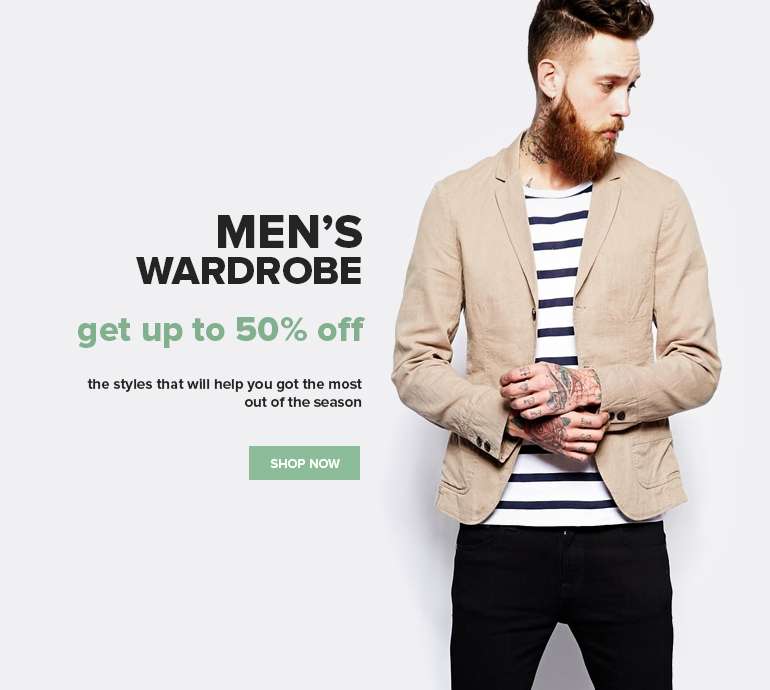 MEN'S
WARDROBE
get up to 50% off
the styles that will help you got the most
out of the season
SHOP NOW